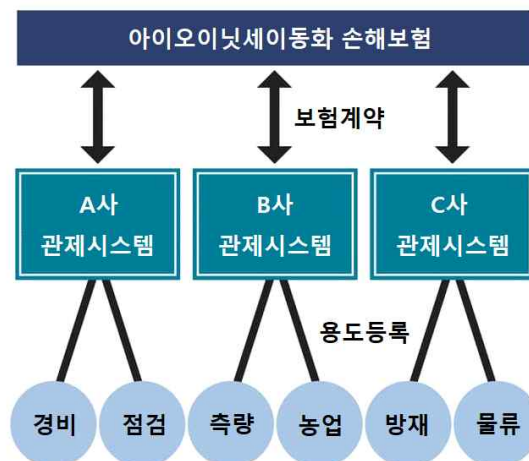 아이오이닛세이동화 손해보험
보험계약
A사
관제시스템
B사
관제시스템
C사
관제시스템
용도등록
경비
점검
측량
농업
방재
물류